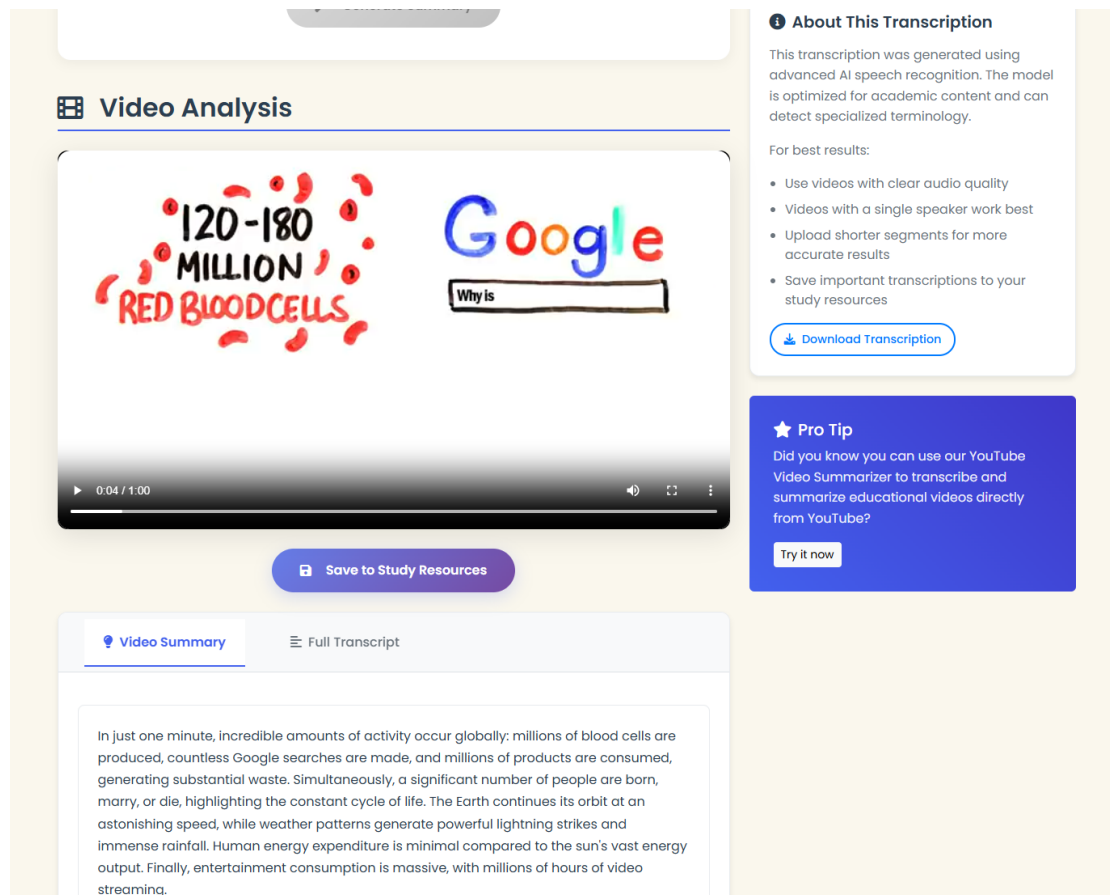 Generate Summary
Video Analysis
120-180
MILLION
RED BLOODCELLS
Google
Why is
0:04 / 1:00
Save to Study Resources
Video Summary
Full Transcript
In just one minute, incredible amounts of activity occur globally: millions of blood cells are
produced, countless Google searches are made, and millions of products are consumed,
generating substantial waste. Simultaneously, a significant number of people are born,
marry, or die, highlighting the constant cycle of life. The Earth continues its orbit at an
astonishing speed, while weather patterns generate powerful lightning strikes and
immense rainfall. Human energy expenditure is minimal compared to the sun's vast energy
output. Finally, entertainment consumption is massive, with millions of hours of video
streaming.
About This Transcription
This transcription was generated using
advanced AI speech recognition. The model
is optimized for academic content and can
detect specialized terminology.
For best results:
Use videos with clear audio quality
Videos with a single speaker work best
Upload shorter segments for more
accurate results
Save important transcriptions to your
study resources
Download Transcription
Pro Tip
Did you know you can use our YouTube
Video Summarizer to transcribe and
summarize educational videos directly
from YouTube?
Try it now